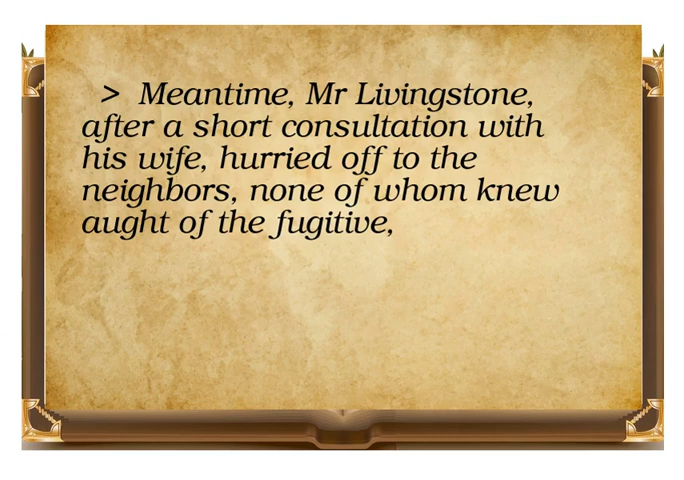 > Meantime, Mr Livingstone,
after a short consultation with
his wife, hurried off to the
neighbors, none of whom knew
aught of the fugitive,